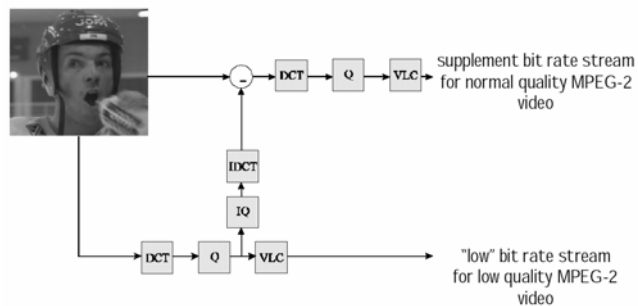 DCT
Q
VLC
supplement bit rate stream
for normal quality MPEG-2
video
-
IDCT
IQ
DCT
Q
VLC
"low" bit rate stream
for low quality MPEG-2
video